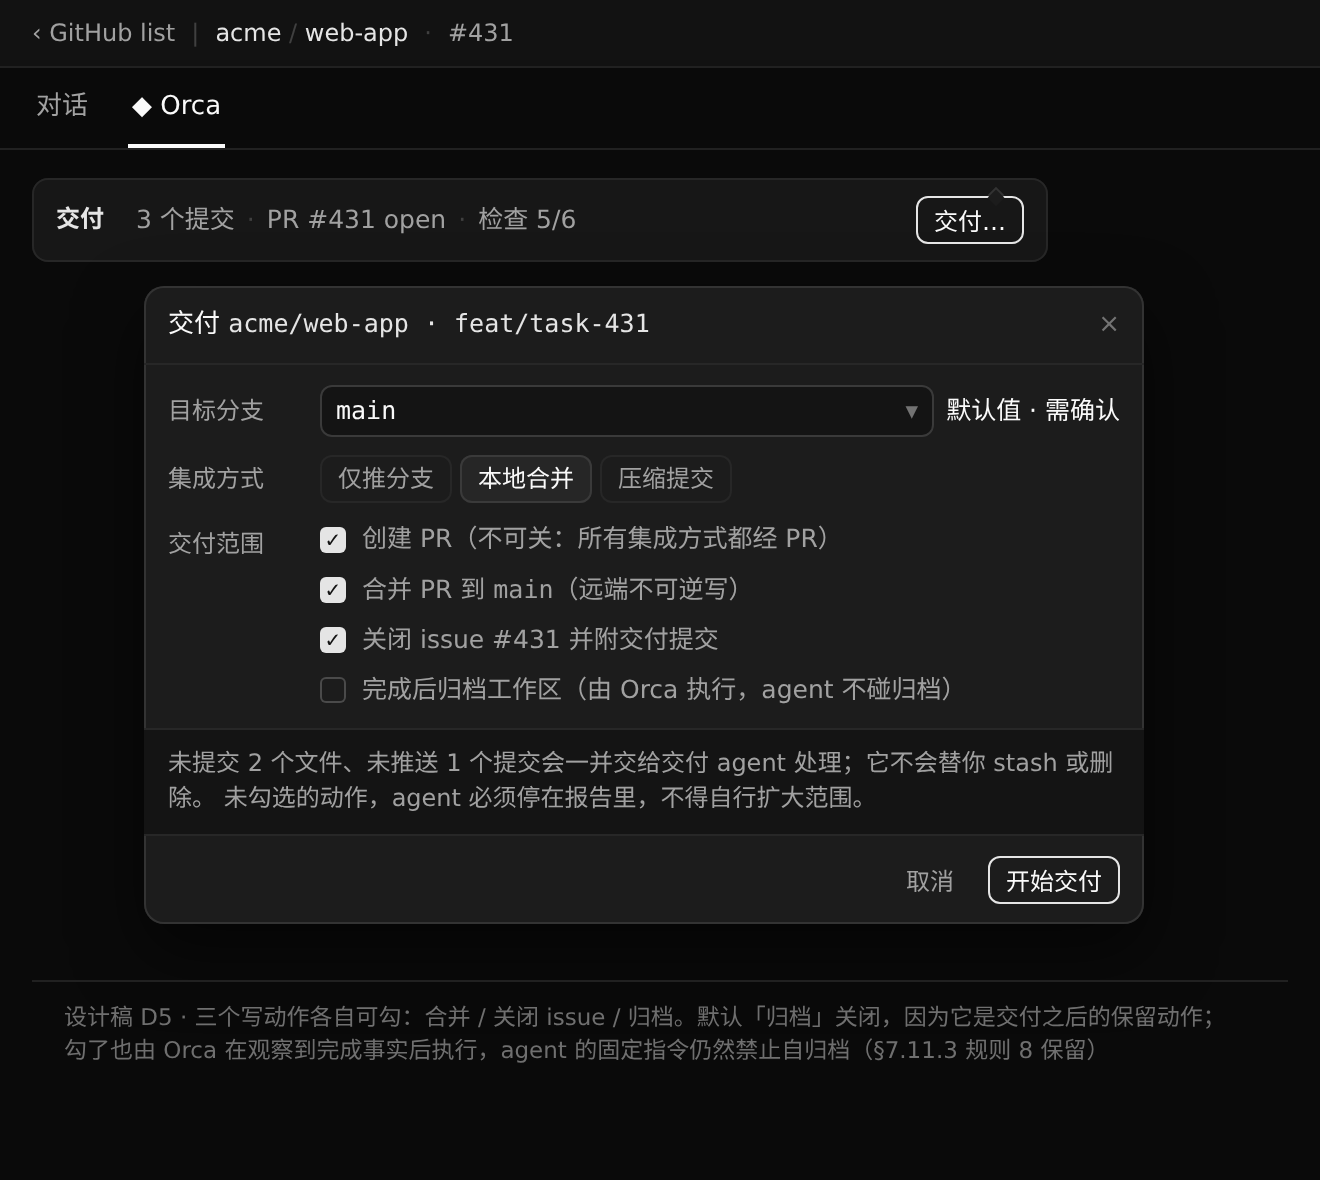 ‹ GitHub list | acme / web-app · #431
对话 ◆ Orca
交付 3 个提交 · PR #431 open · 检查 5/6 交付…
交付 acme/web-app · feat/task-431 ×
目标分支 main ▾ 默认值 · 需确认
集成方式 仅推分支 本地合并 压缩提交
交付范围 ✓ 创建 PR（不可关：所有集成方式都经 PR）
✓ 合并 PR 到 main（远端不可逆写）
✓ 关闭 issue #431 并附交付提交
完成后归档工作区（由 Orca 执行，agent 不碰归档）
未提交 2 个文件、未推送 1 个提交会一并交给交付 agent 处理；它不会替你 stash 或删
除。 未勾选的动作，agent 必须停在报告里，不得自行扩大范围。
取消 开始交付
设计稿 D5 · 三个写动作各自可勾：合并 / 关闭 issue / 归档。默认「归档」关闭，因为它是交付之后的保留动作；
勾了也由 Orca 在观察到完成事实后执行，agent 的固定指令仍然禁止自归档（§7.11.3 规则 8 保留）